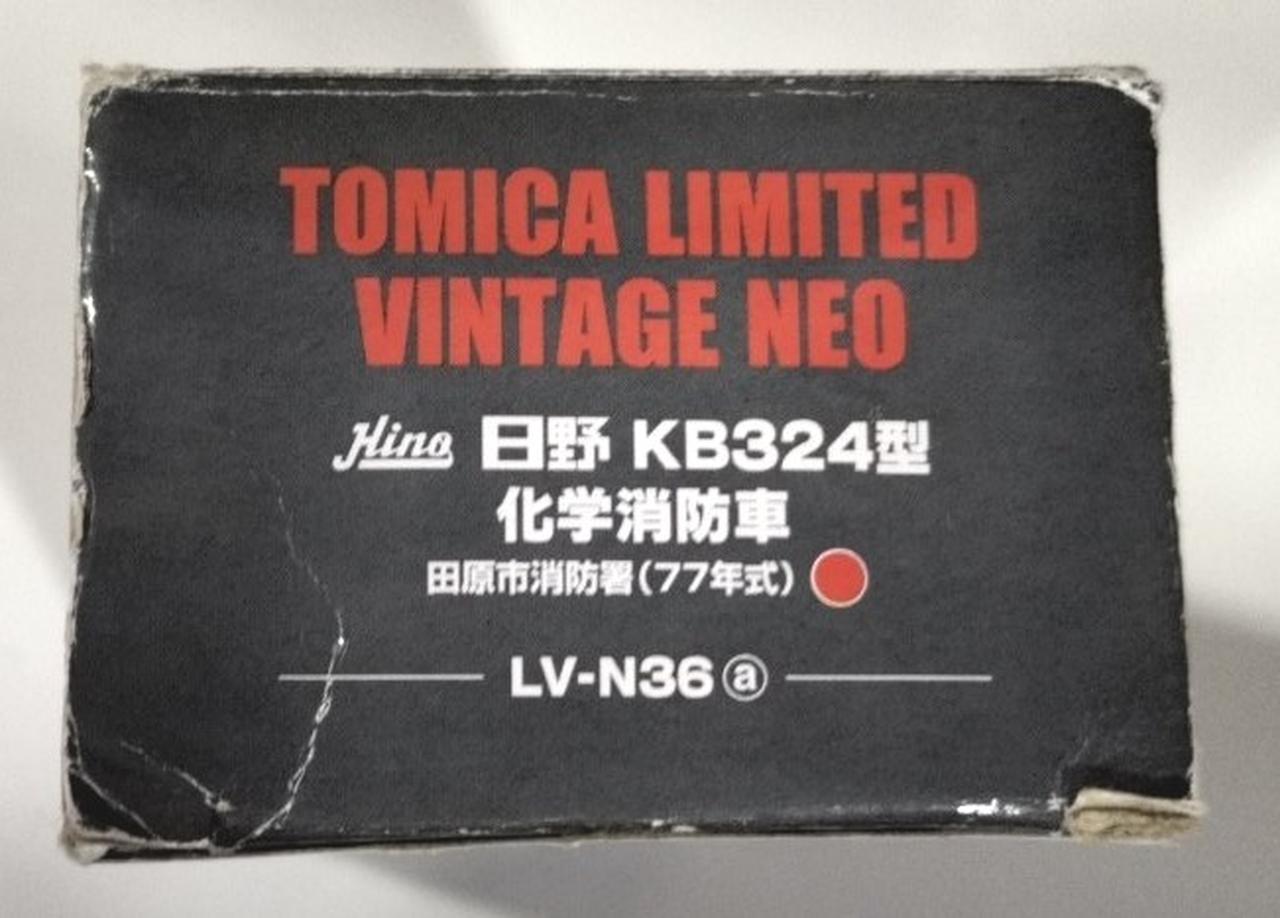 TOMICA LIMITED
VINTAGE NEO
Hino 日野 KB324型
化学消防車
田原市消防署(77年式)
LV-N36ⓐ